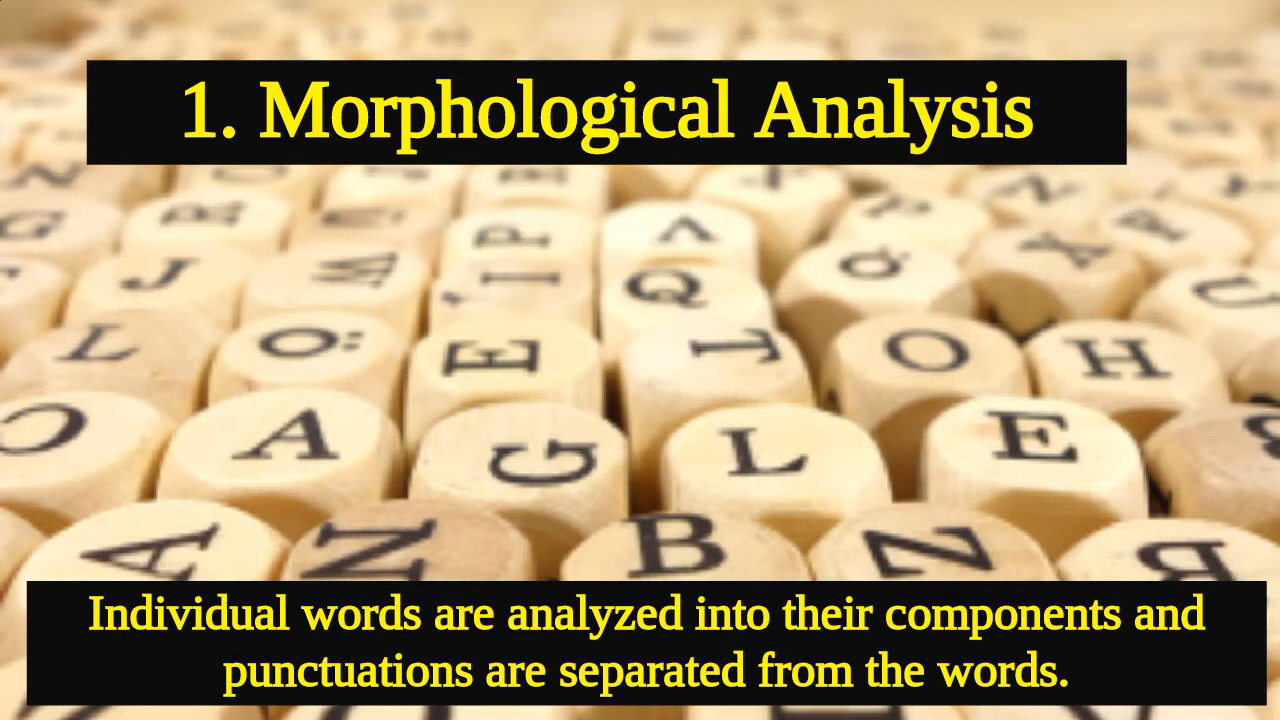 1. Morphological Analysis
Individual words are analyzed into their components and
punctuations are separated from the words.